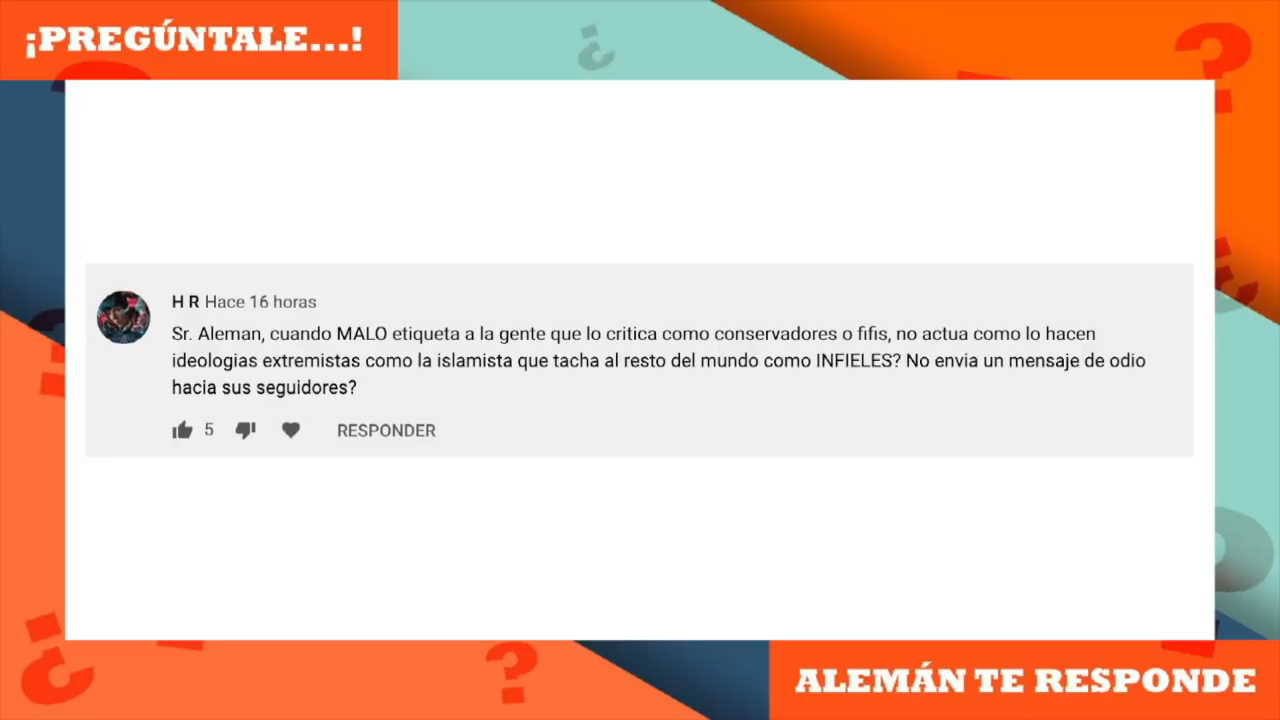 ¡PREGÚNTALE...!
H R Hace 16 horas
Sr. Aleman, cuando MALO etiqueta a la gente que lo critica como conservadores o fifis, no actua como lo hacen
ideologias extremistas como la islamista que tacha al resto del mundo como INFIELES? No envia un mensaje de odio
hacia sus seguidores?
5 RESPONDER
ALEMÁN TE RESPONDE